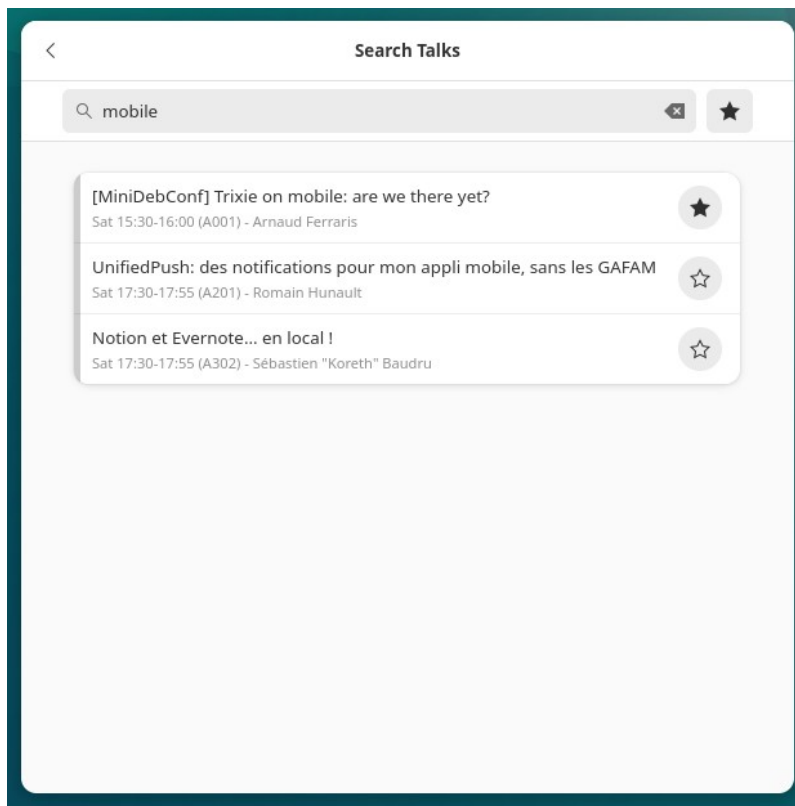 Search Talks
mobile
[MiniDebConf] Trixie on mobile: are we there yet?
Sat 15:30-16:00 (A001) - Arnaud Ferraris
UnifiedPush: des notifications pour mon appli mobile, sans les GAFAM
Sat 17:30-17:55 (A201) - Romain Hunault
Notion et Evernote... en local !
Sat 17:30-17:55 (A302) - Sébastien "Koreth" Baudru